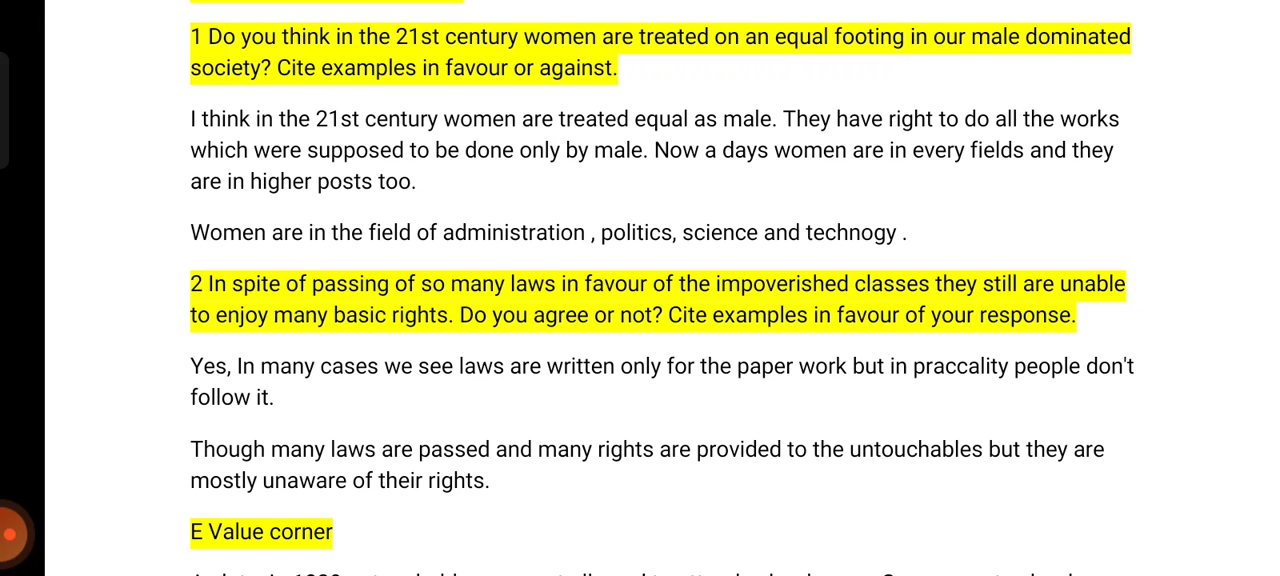 1 Do you think in the 21st century women are treated on an equal footing in our male dominated
society? Cite examples in favour or against.
I think in the 21st century women are treated equal as male. They have right to do all the works
which were supposed to be done only by male. Now a days women are in every fields and they
are in higher posts too.
Women are in the field of administration , politics, science and technogy .
2 In spite of passing of so many laws in favour of the impoverished classes they still are unable
to enjoy many basic rights. Do you agree or not? Cite examples in favour of your response.
Yes, In many cases we see laws are written only for the paper work but in praccality people don't
follow it.
Though many laws are passed and many rights are provided to the untouchables but they are
mostly unaware of their rights.
E Value corner